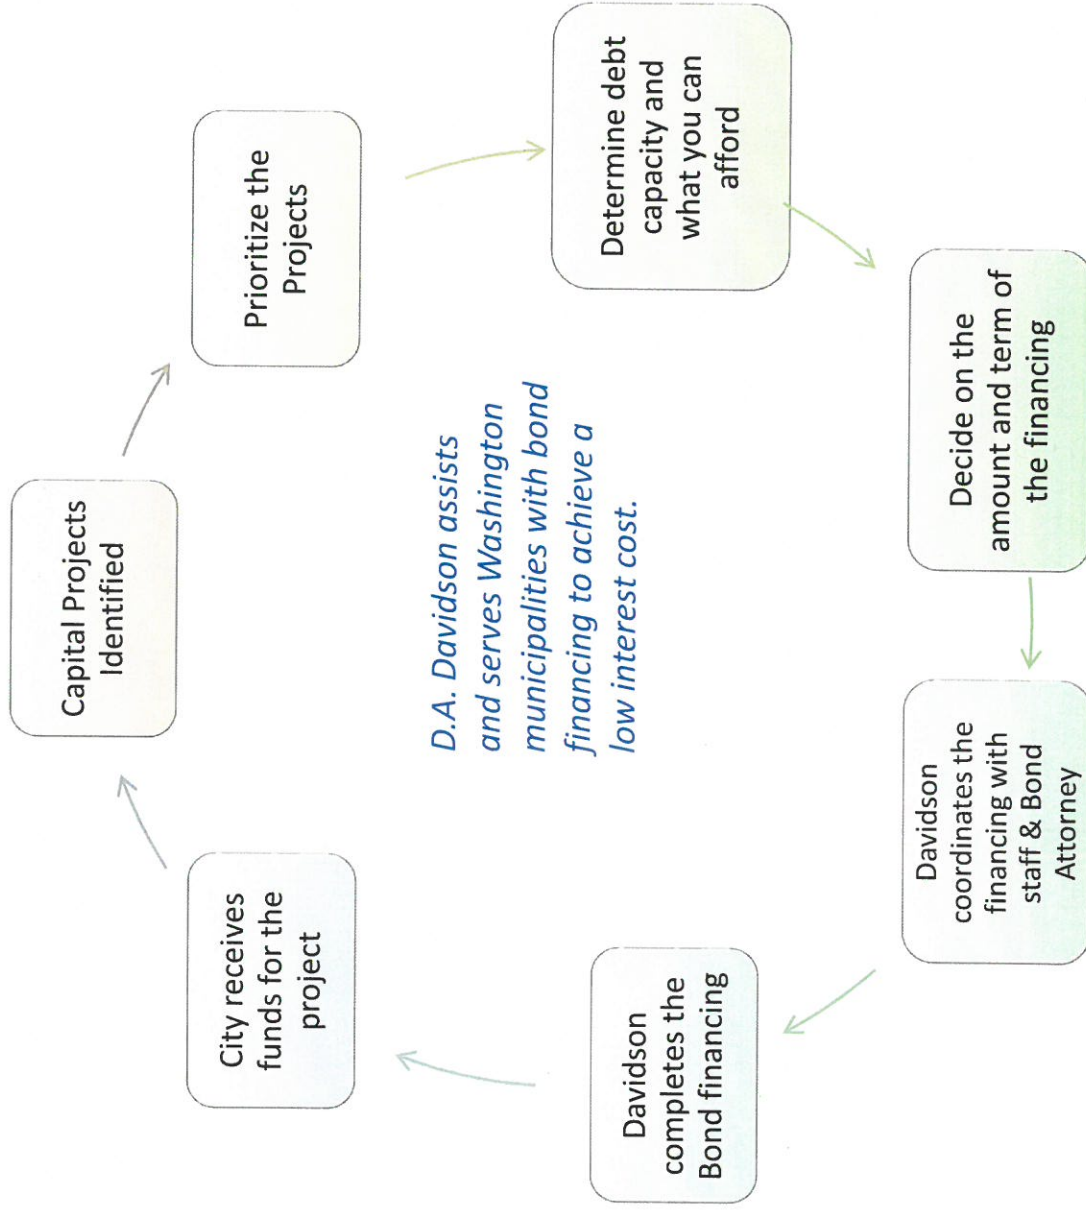 Capital Projects
Identified
Prioritize the
Projects
Determine debt
capacity and
what you can
afford
Decide on the
amount and term of
the financing
Davidson
coordinates the
financing with
staff & Bond
Attorney
Davidson
completes the
Bond financing
City receives
funds for the
project
D.A. Davidson assists
and serves Washington
municipalities with bond
financing to achieve a
low interest cost.